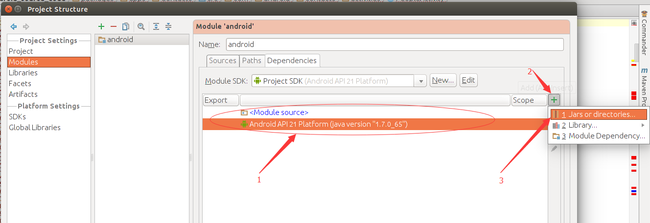 Project Structure
Project Settings
Project
Modules
Libraries
Facets
Artifacts
Platform Settings
SDKs
Global Libraries
android
Module 'android'
Name: android
Sources Paths Dependencies
Module SDK: Project SDK (Android API 21 Platform) New... Edit
2
Export Scope
<Module source>
Android API 21 Platform (java version "1.7.0_65")
1 Jars or directories...
2 Library...
3 Module Dependency...
1
3
Commander
Maven Pro